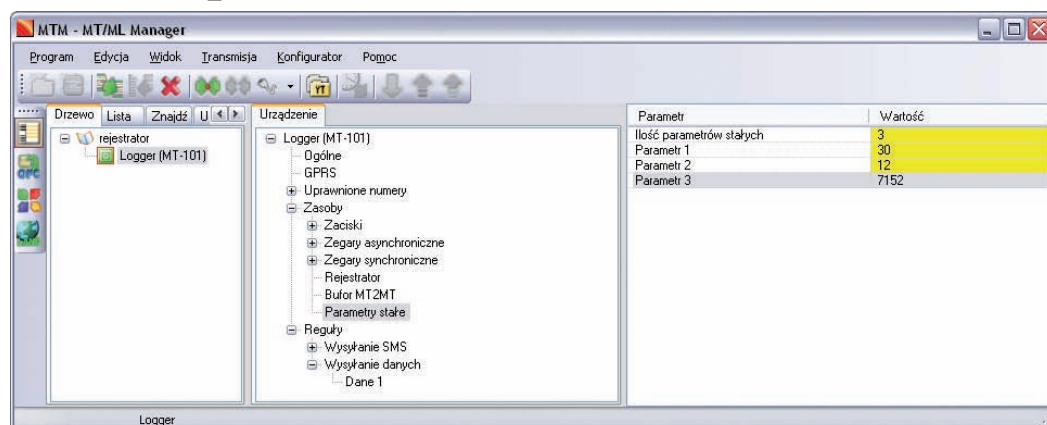 MTM - MT/ML Manager
Program Edycja Widok Transmisja Konfigurator Pomoc
YT
OPC
Drzewo Lista Znajdź U
rejestrator
Logger (MT-101)
Urządzenie
Logger (MT-101)
Ogólne
GPRS
Uprawnione numery
Zasoby
Zaciski
Zegary asynchroniczne
Zegary synchroniczne
Rejestrator
Bufor MT2MT
Parametry stałe
Reguły
Wysyłanie SMS
Wysyłanie danych
Dane 1
Parametr Wartość
Ilość parametrów stałych 3
Parametr 1 30
Parametr 2 12
Parametr 3 7152
Logger